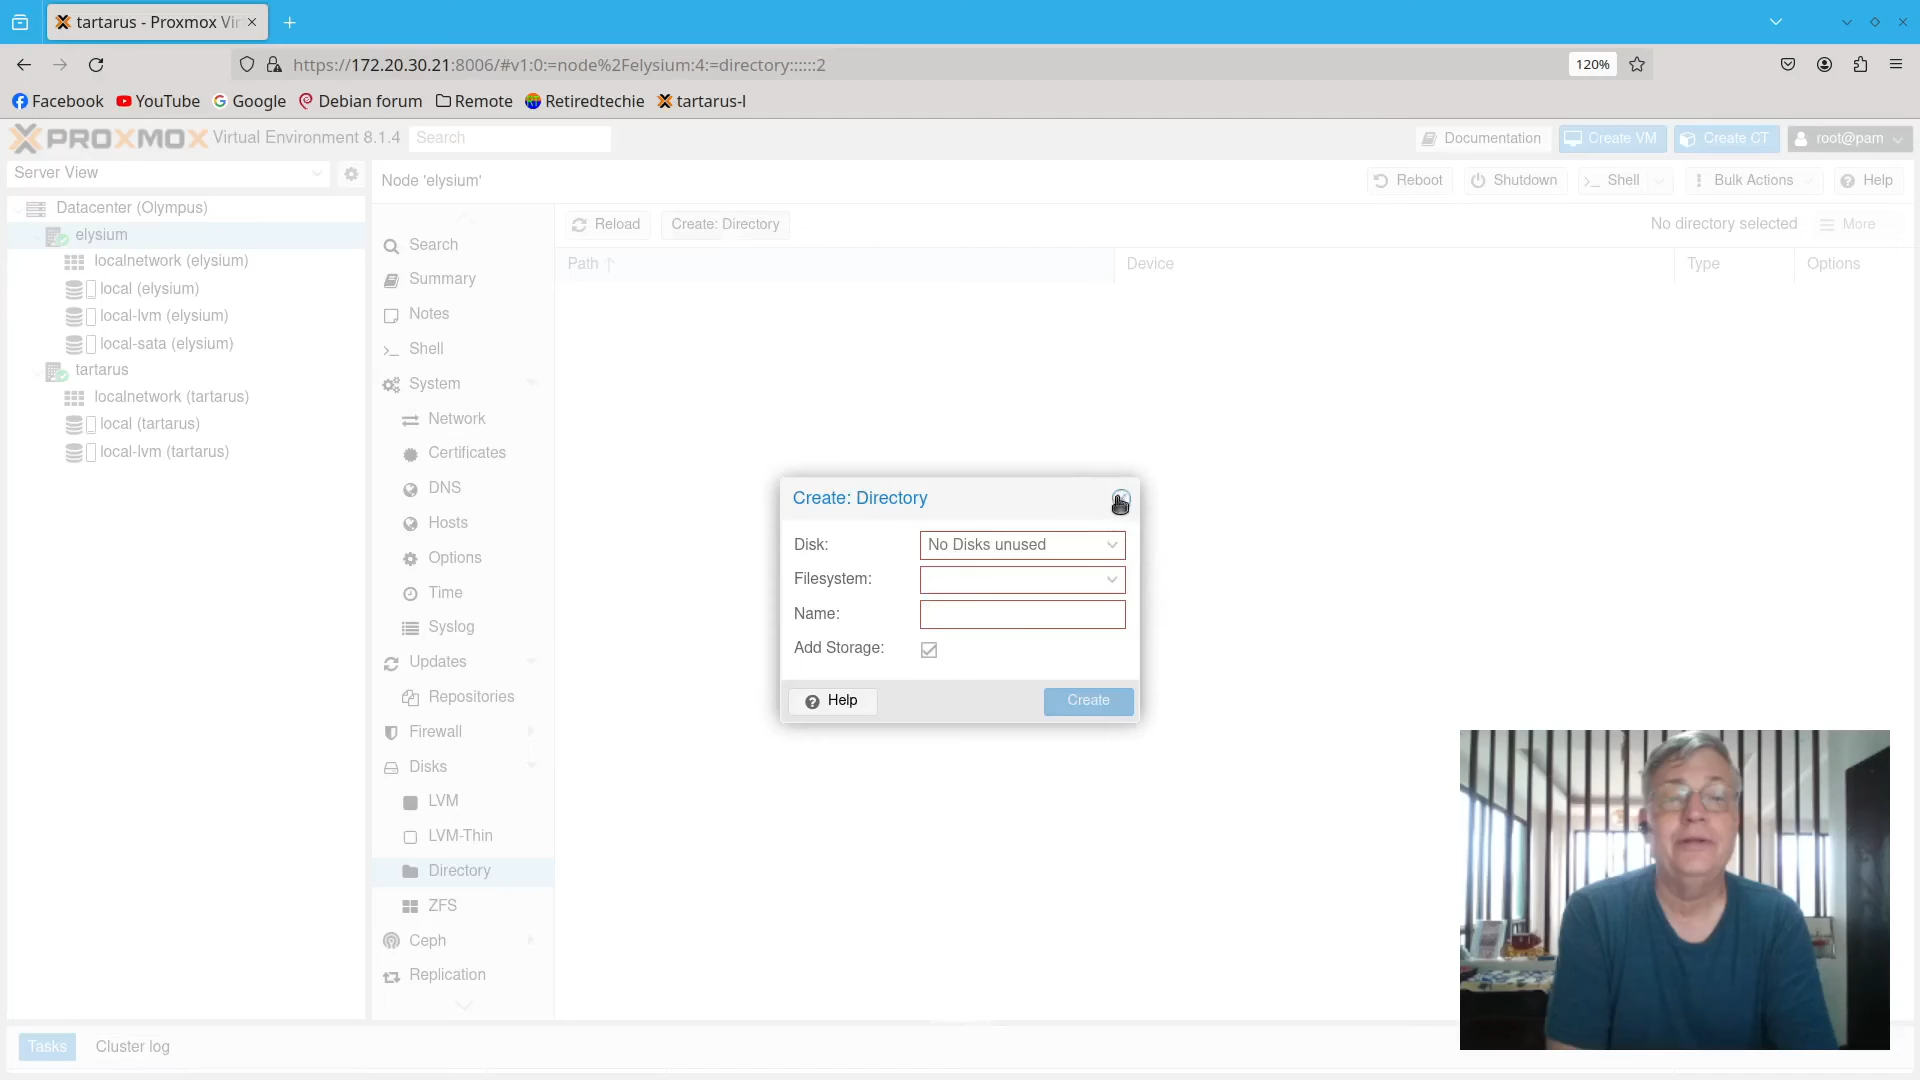 tartarus - Proxmox Vir
https://172.20.30.21:8006/#v1:0:=node%2Felysium:4:=directory::::::2
120%
Facebook
YouTube
Google
Debian forum
Remote
Retiredtechie
tartarus-l
PROXMOX Virtual Environment 8.1.4
Search
Documentation
Create VM
Create CT
root@pam
Server View
Node 'elysium'
Reboot
Shutdown
Shell
Bulk Actions
Help
Datacenter (Olympus)
elysium
localnetwork (elysium)
local (elysium)
local-lvm (elysium)
local-sata (elysium)
tartarus
localnetwork (tartarus)
local (tartarus)
local-lvm (tartarus)
Search
Summary
Notes
Shell
System
Network
Certificates
DNS
Hosts
Options
Time
Syslog
Updates
Repositories
Firewall
Disks
LVM
LVM-Thin
Directory
ZFS
Ceph
Replication
Reload
Create: Directory
No directory selected
More
Path
Device
Type
Options
Create: Directory
Disk:
No Disks unused
Filesystem:
Name:
Add Storage:
Help
Create
Tasks
Cluster log